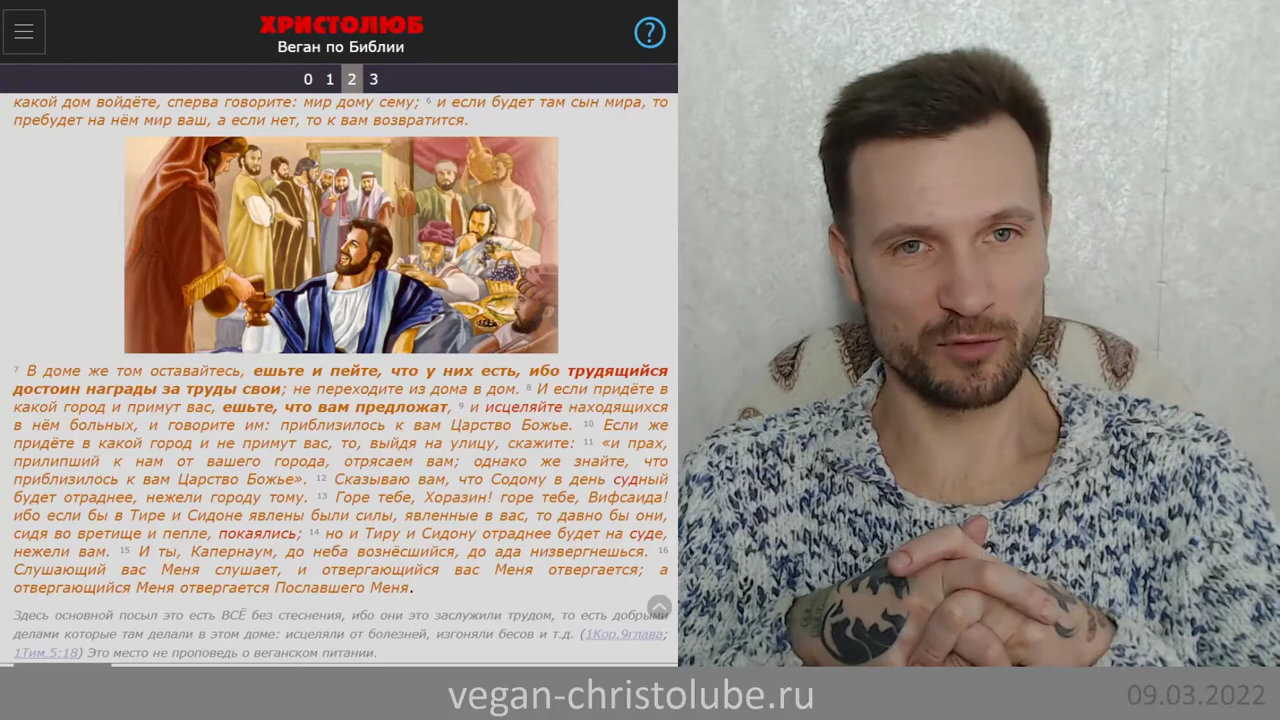 ХРИСТОЛЮБ
Веган по Библии
?
0 1 2 3
какой дом войдёте, сперва говорите: мир дому сему; 6 и если будет там сын мира, то
пребудет на нём мир ваш, а если нет, то к вам возвратится.
7 В доме же том оставайтесь, ешьте и пейте, что у них есть, ибо трудящийся
достоин награды за труды свои; не переходите из дома в дом. 8 И если придёте в
какой город и примут вас, ешьте, что вам предложат, 9 и исцеляйте находящихся
в нём больных, и говорите им: приблизилось к вам Царство Божье. 10 Если же
придёте в какой город и не примут вас, то, выйдя на улицу, скажите: 11 «и прах,
прилипший к нам от вашего города, отрясаем вам; однако же знайте, что
приблизилось к вам Царство Божье». 12 Сказываю вам, что Содому в день судный
будет отраднее, нежели городу тому. 13 Горе тебе, Хоразин! горе тебе, Вифсаида!
ибо если бы в Тире и Сидоне явлены были силы, явленные в вас, то давно бы они,
сидя во вретище и пепле, покаялись; 14 но и Тиру и Сидону отраднее будет на суде,
нежели вам. 15 И ты, Капернаум, до неба вознёсшийся, до ада низвергнешься. 16
Слушающий вас Меня слушает, и отвергающийся вас Меня отвергается; а
отвергающийся Меня отвергается Пославшего Меня.
Здесь основной посыл это есть ВСЁ без стеснения, ибо они это заслужили трудом, то есть добрыми
делами которые там делали в этом доме: исцеляли от болезней, изгоняли бесов и т.д. (1Кор.9глава;
1Тим.5:18) Это место не проповедь о веганском питании.
vegan-christolube.ru
09.03.2022